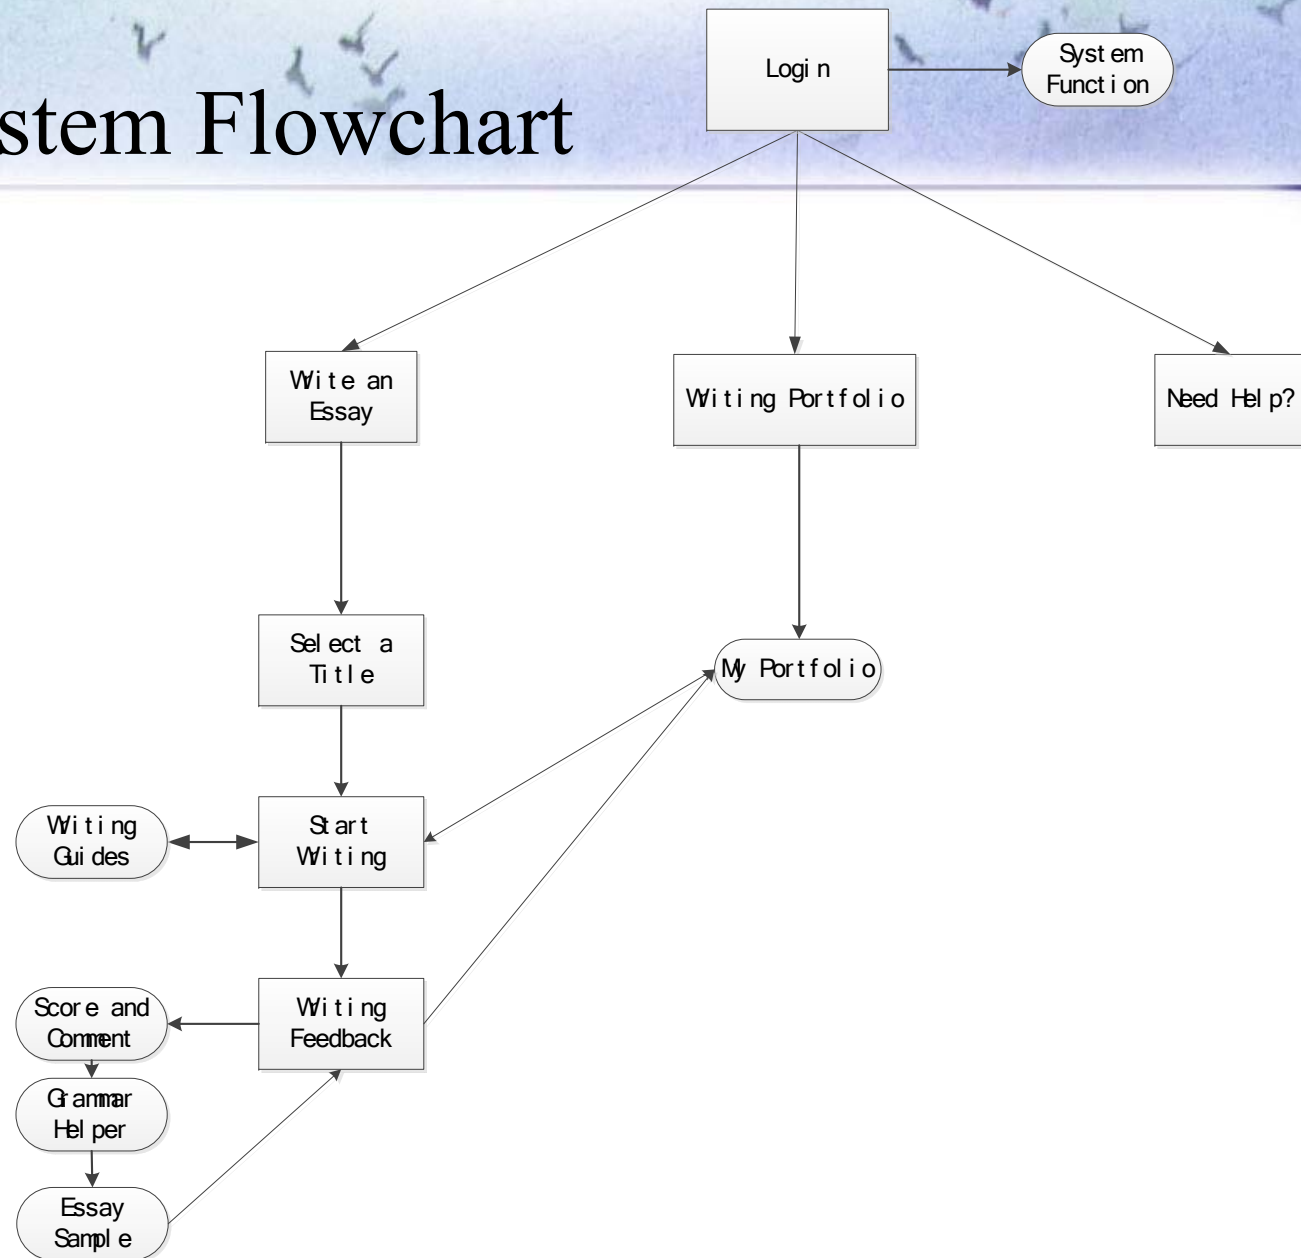 Login
System
Function
stem Flowchart
Write an
Essay
Writing Portfolio
Need Help?
Select a
Title
My Portfolio
Writing
Guides
Start
Writing
Score and
Comment
Writing
Feedback
Grammar
Helper
Essay
Sample